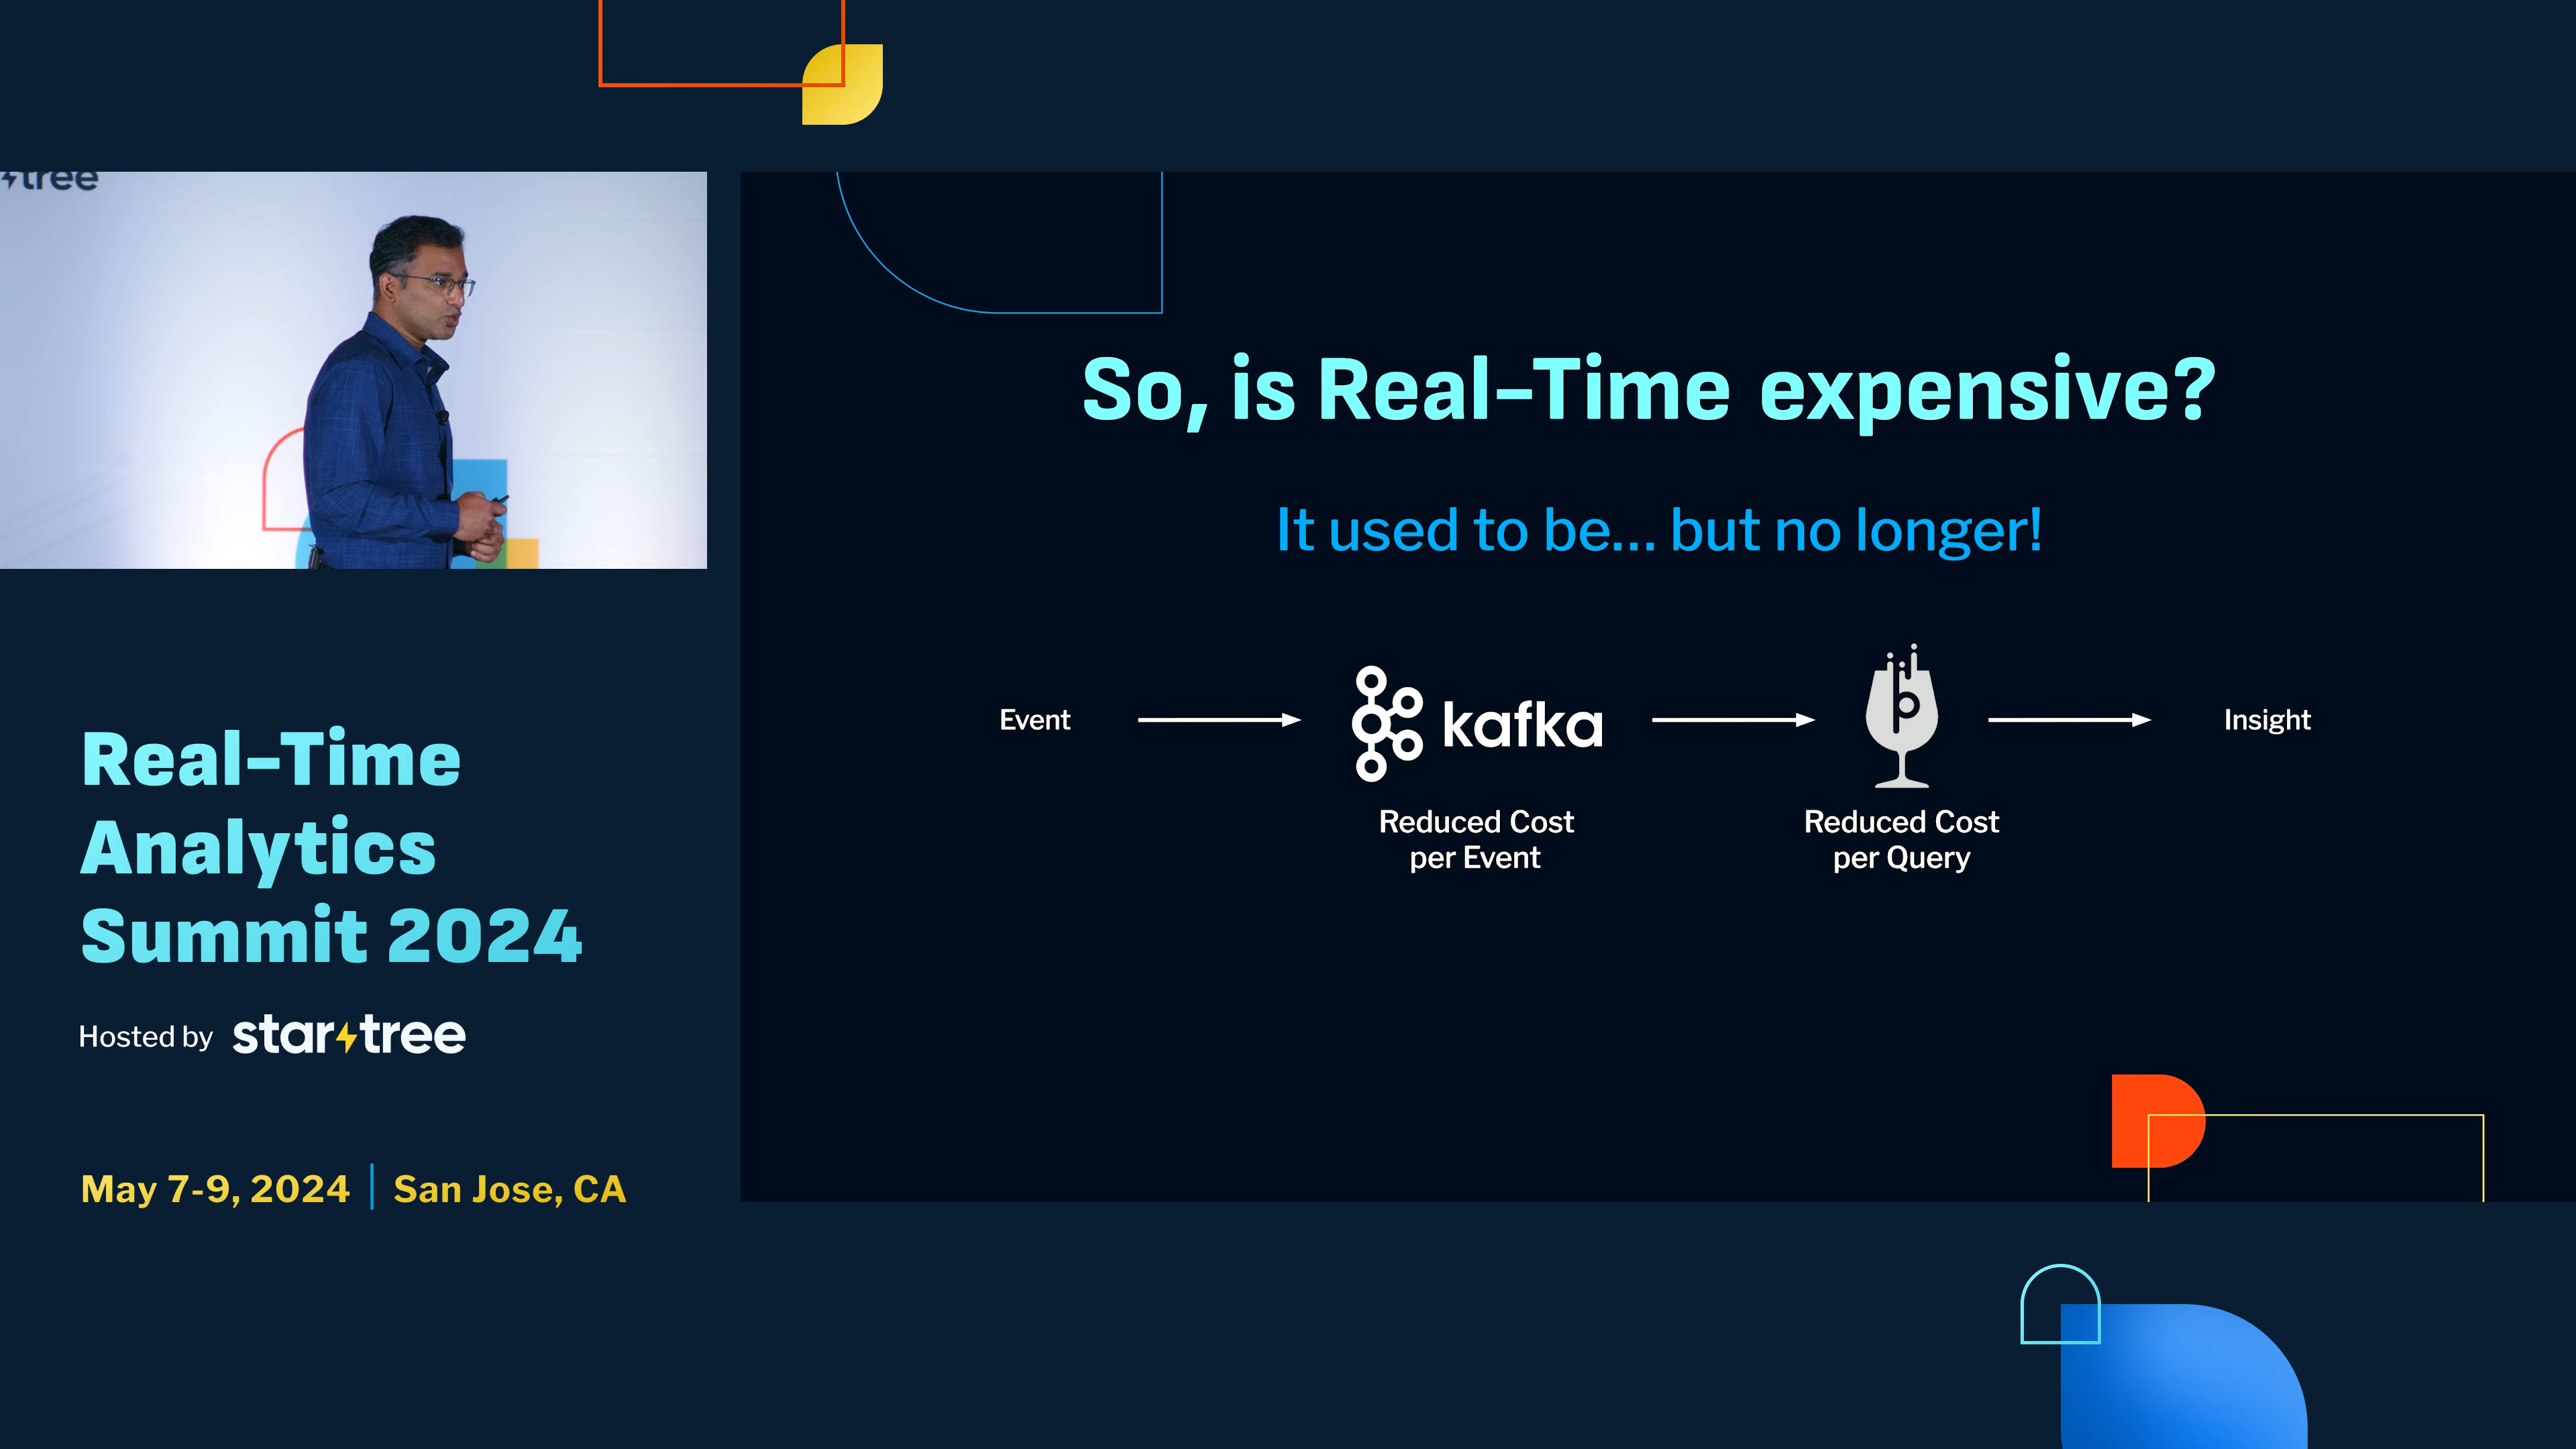 tree
So, is Real-Time expensive?
It used to be... but no longer!
Event
kafka
Insight
Reduced Cost
per Event
Reduced Cost
per Query
Real-Time
Analytics
Summit 2024
Hosted by startree
May 7-9, 2024 | San Jose, CA